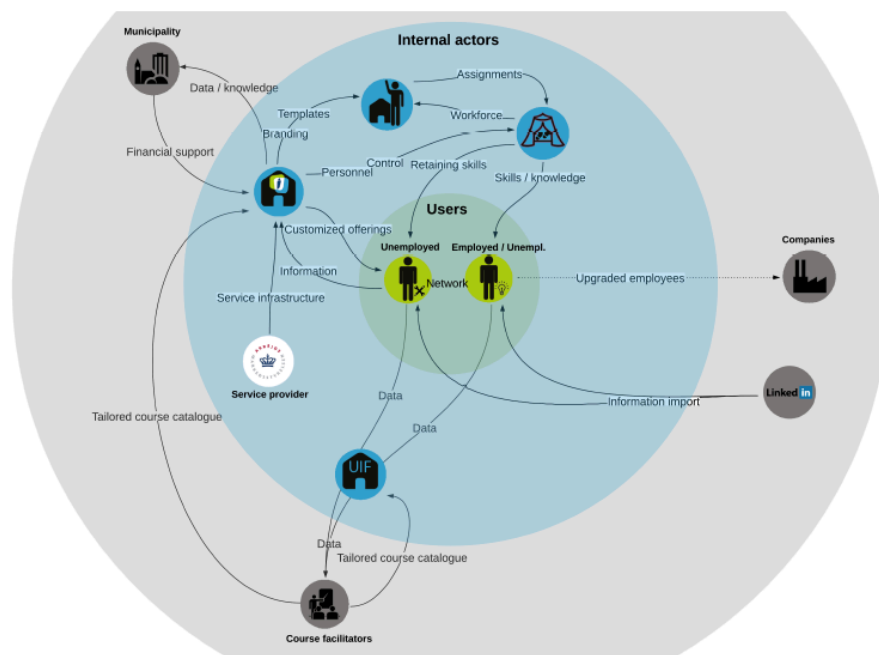 Municipality
Internal actors
Assignments
Data / knowledge
Templates
Workforce
Branding
Financial support
Control
Personnel
Retaining skills
Skills / knowledge
Users
Customized offerings
Unemployed
Employed / Unempl.
Companies
Information
Network
Upgraded employees
Service infrastructure
Service provider
Linked in
Information import
Data
Tailored course catalogue
Data
UIF
Data
Tailored course catalogue
Course facilitators